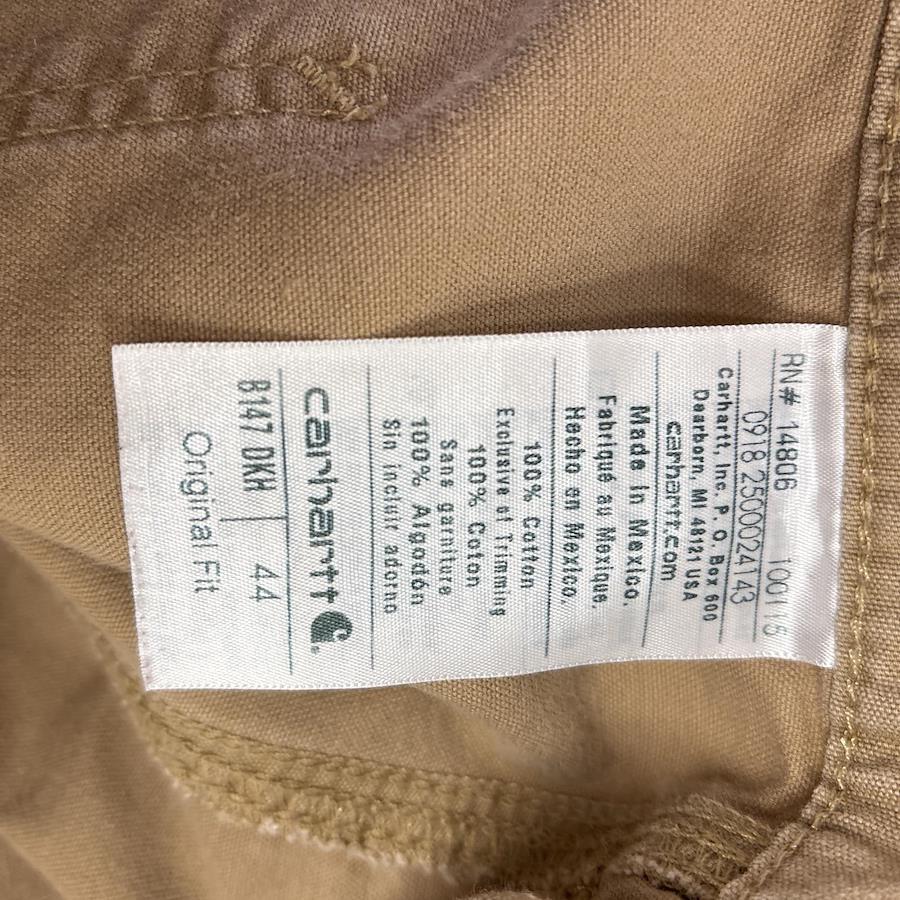 RN# 14806 100115
0918 2500024143
Carhartt, Inc. P. O. Box 600
Dearborn, MI 48121 USA
carhartt.com
Made in Mexico.
Fabriqué au Mexique.
Hecho en Mexico.
100% Cotton
Exclusive of Trimming
100% Coton
Sans garniture
100% Algodón
Sin incluir adorno
carhartt
B147 DKH 44
Original Fit